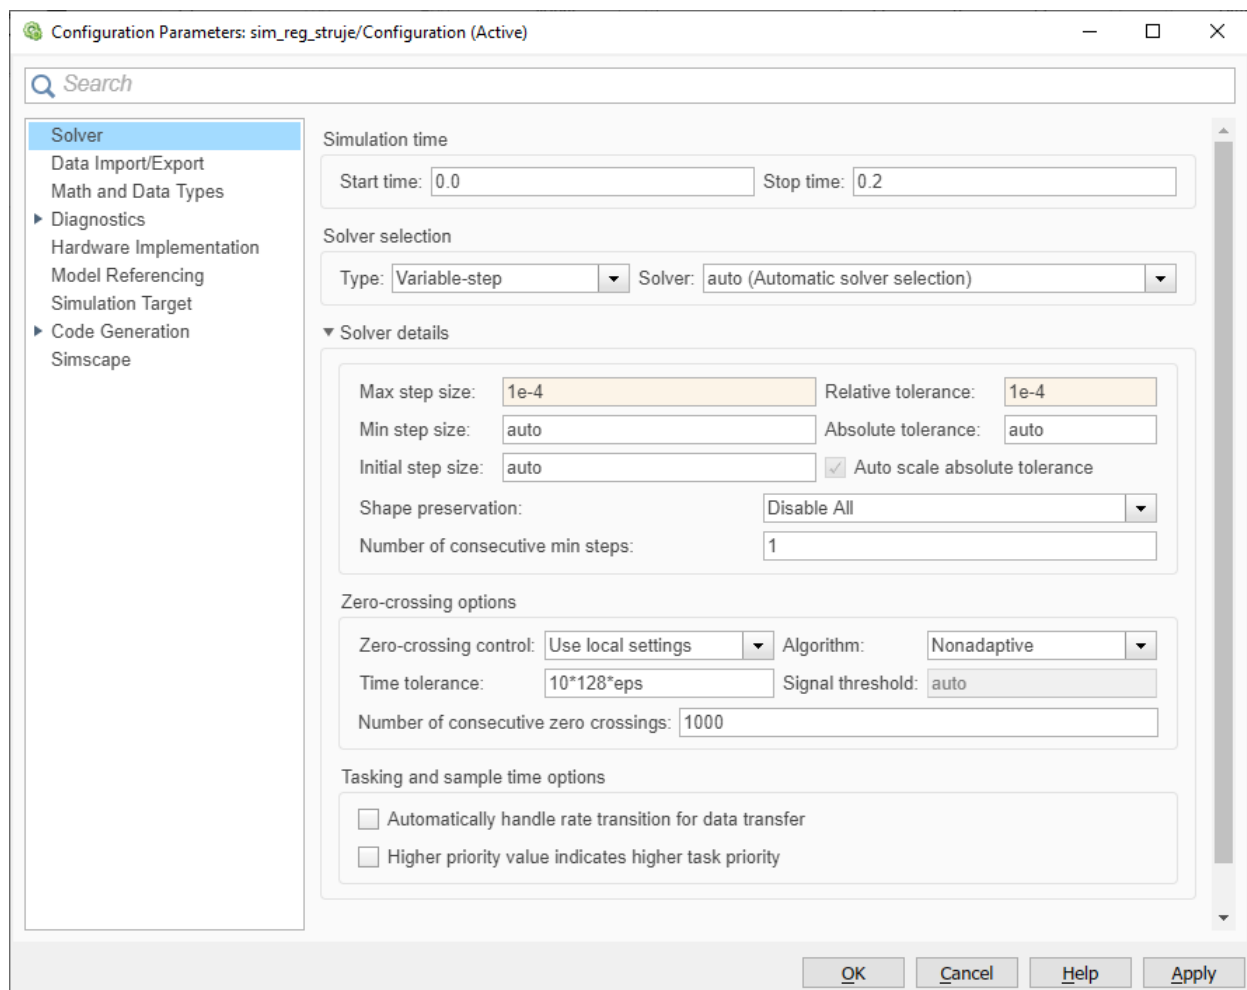 Configuration Parameters: sim_reg_struje/Configuration (Active)
Search
Solver
Data Import/Export
Math and Data Types
Diagnostics
Hardware Implementation
Model Referencing
Simulation Target
Code Generation
Simscape
Simulation time
Start time: 0.0 Stop time: 0.2
Solver selection
Type: Variable-step Solver: auto (Automatic solver selection)
Solver details
Max step size: 1e-4 Relative tolerance: 1e-4
Min step size: auto Absolute tolerance: auto
Initial step size: auto Auto scale absolute tolerance
Shape preservation: Disable All
Number of consecutive min steps: 1
Zero-crossing options
Zero-crossing control: Use local settings Algorithm: Nonadaptive
Time tolerance: 10*128*eps Signal threshold: auto
Number of consecutive zero crossings: 1000
Tasking and sample time options
Automatically handle rate transition for data transfer
Higher priority value indicates higher task priority
OK Cancel Help Apply